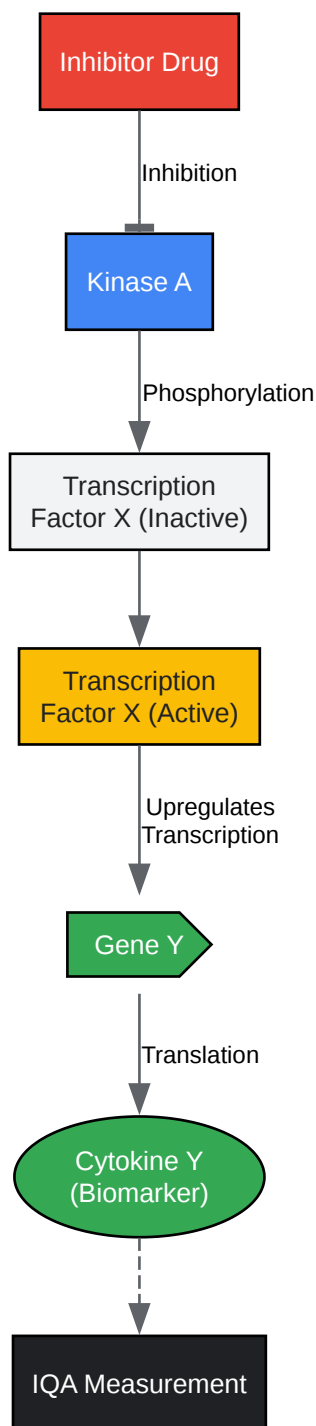 Inhibitor Drug
Inhibition
Kinase A
Phosphorylation
Transcription
Factor X (Inactive)
Transcription
Factor X (Active)
Upregulates
Transcription
Gene Y
Translation
Cytokine Y
(Biomarker)
IQA Measurement